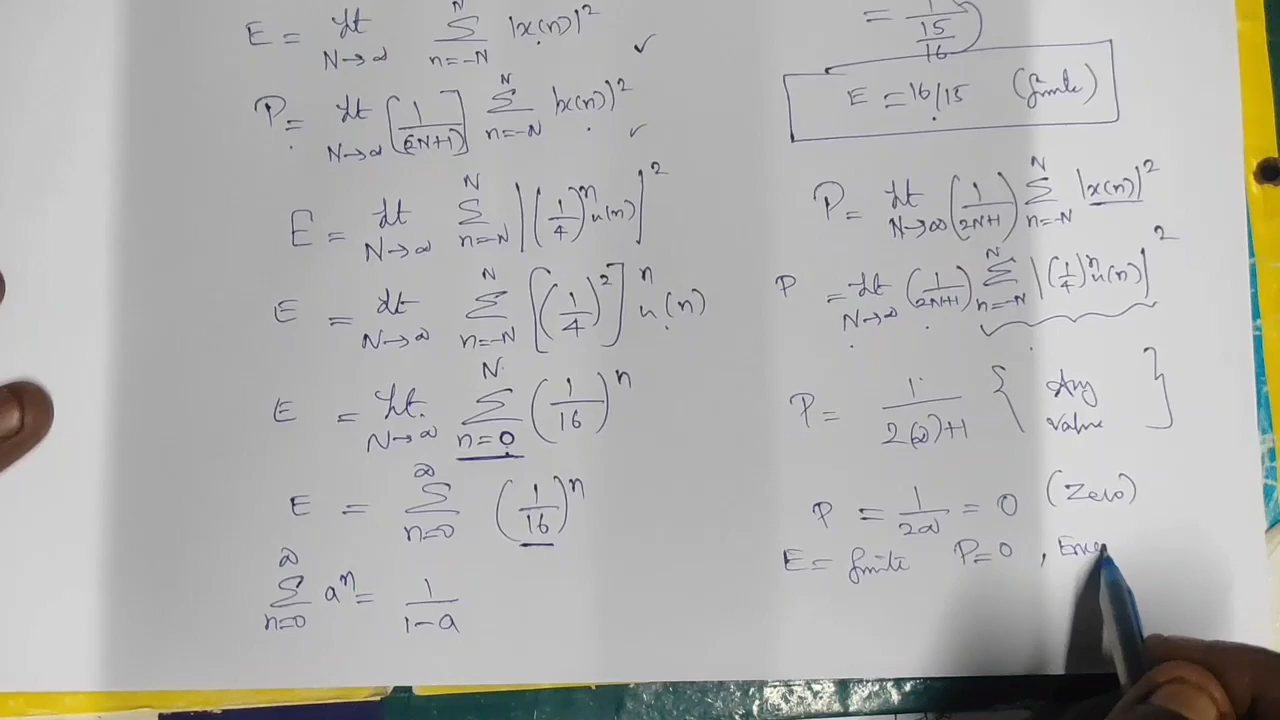 E = Lt N→∞ N Σ n=-N |x(n)|²
P = Lt N→∞ [1/(2N+1)] N Σ n=-N |x(n)|²
E = Lt N→∞ N Σ n=-N |(1/4)ⁿ u(n)|²
E = Lt N→∞ N Σ n=-N [(1/4)²]ⁿ u(n)
E = Lt N→∞ N Σ n=0 (1/16)ⁿ
E = ∞ Σ n=0 (1/16)ⁿ
∞ Σ n=0 aⁿ = 1/(1-a)
= 1/(15/16)
E = 16/15 (finite)
P = Lt N→∞ (1/(2N+1)) N Σ n=-N |x(n)|²
P = Lt N→∞ (1/(2N+1)) N Σ n=-N |(1/4)ⁿ u(n)|²
P = 1/(2(∞)+1) { Any value }
P = 1/2∞ = 0 (Zero)
E = finite P=0 , Ene